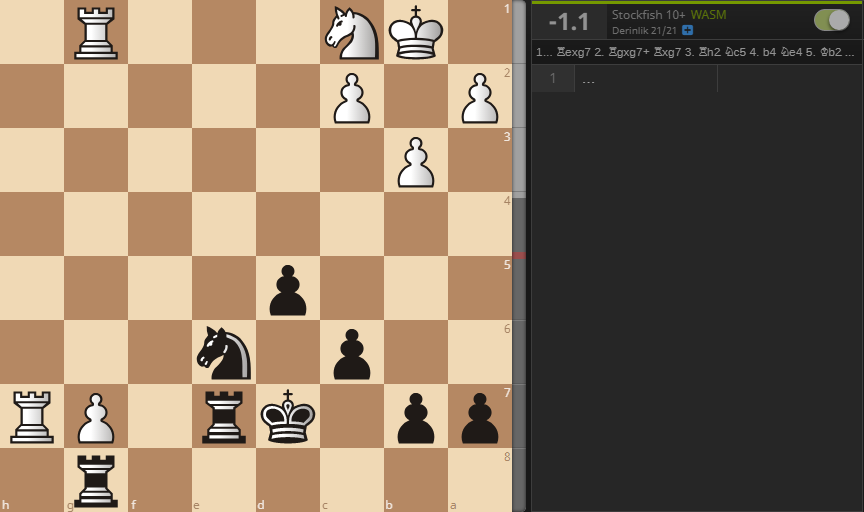 1
2
3
4
5
6
7
8
h g f e d c b a
-1.1
Stockfish 10+ WASM
Derinlik 21/21
1... ♖exg7 2. ♖gxg7+ ♖xg7 3. ♖h2 ♘c5 4. b4 ♘e4 5. ♔b2 ...
1 ...